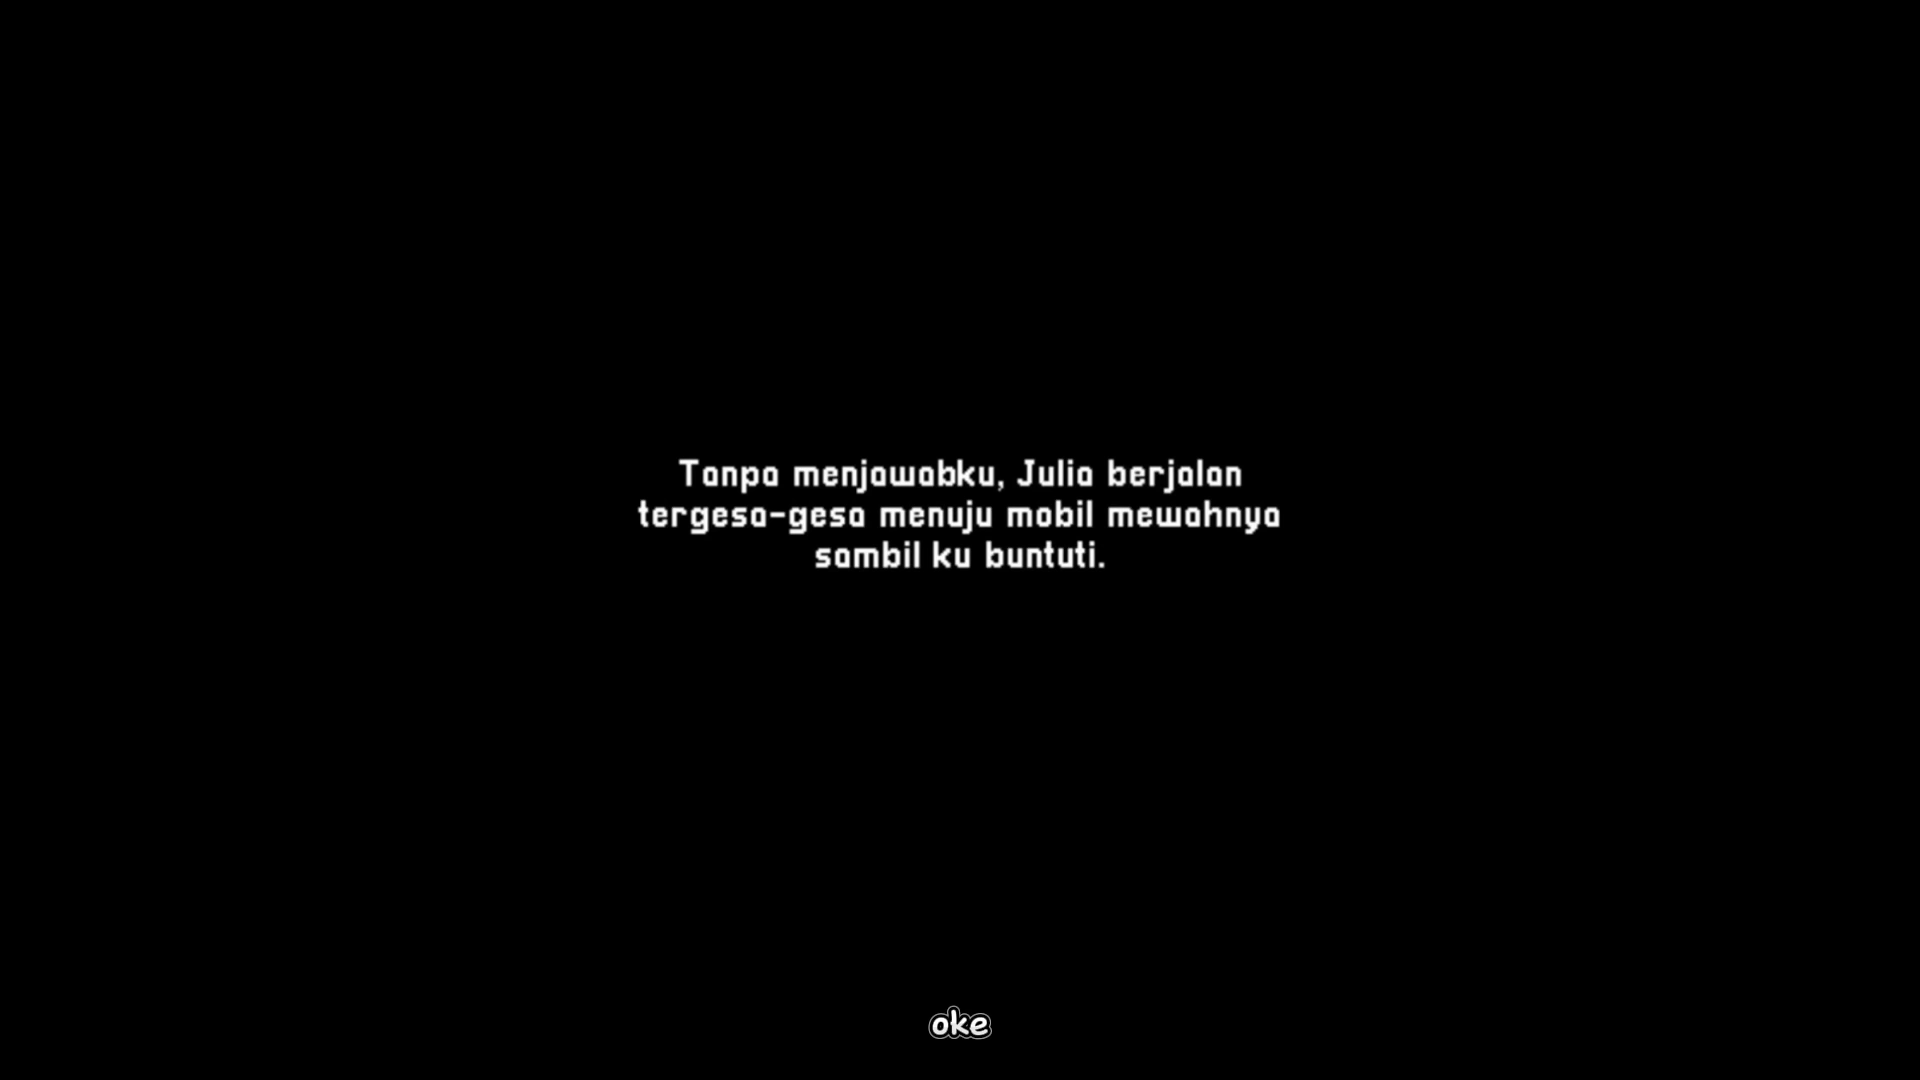 Tanpa menjawabku, Julia berjalan
tergesa-gesa menuju mobil mewahnya
sambil ku buntuti.
oke